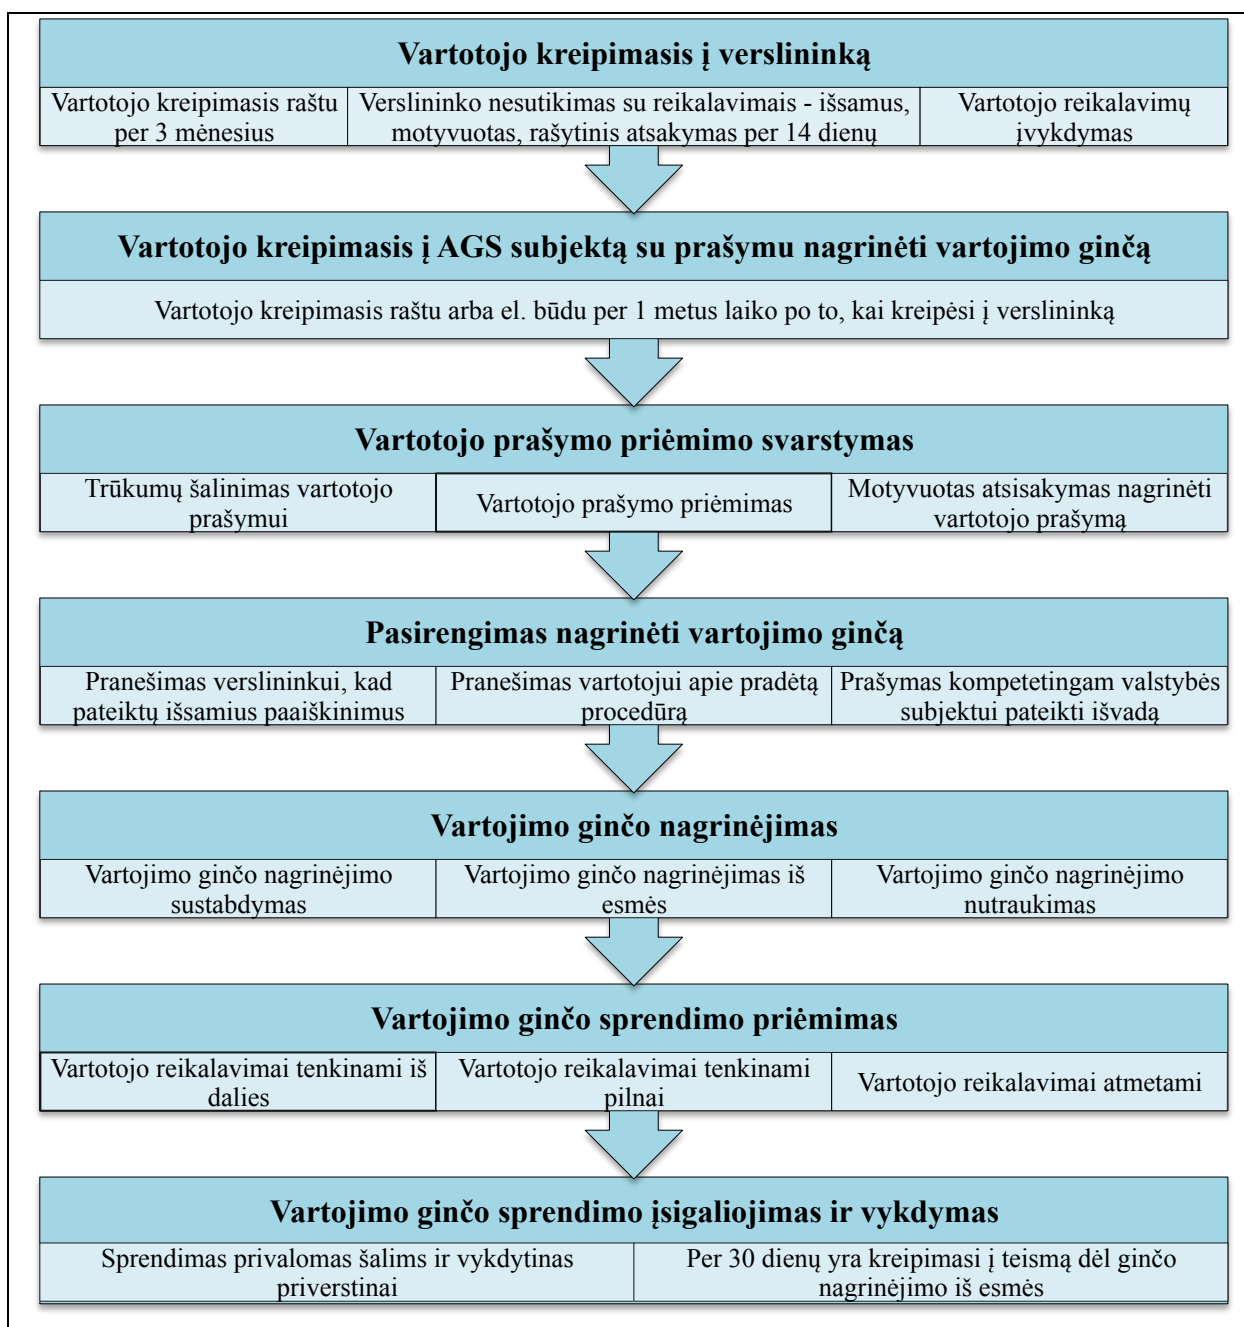 Vartotojo kreipimasis į verslininką
Vartotojo kreipimasis raštu
per 3 mėnesius
Verslininko nesutikimas su reikalavimais - išsamus,
motyvuotas, rašytinis atsakymas per 14 dienų
Vartotojo reikalavimų
įvykdymas
Vartotojo kreipimasis į AGS subjektą su prašymu nagrinėti vartojimo ginčą
Vartotojo kreipimasis raštu arba el. būdu per 1 metus laiko po to, kai kreipėsi į verslininką
Vartotojo prašymo priėmimo svarstymas
Trūkumų šalinimas vartotojo
prašymui
Vartotojo prašymo priėmimas
Motyvuotas atsisakymas nagrinėti
vartotojo prašymą
Pasirengimas nagrinėti vartojimo ginčą
Pranešimas verslininkui, kad
pateiktų išsamius paaiškinimus
Pranešimas vartotojui apie pradėtą
procedūrą
Prašymas kompetetingam valstybės
subjektui pateikti išvadą
Vartojimo ginčo nagrinėjimas
Vartojimo ginčo nagrinėjimo
sustabdymas
Vartojimo ginčo nagrinėjimas iš
esmės
Vartojimo ginčo nagrinėjimo
nutraukimas
Vartojimo ginčo sprendimo priėmimas
Vartotojo reikalavimai tenkinami iš
dalies
Vartotojo reikalavimai tenkinami
pilnai
Vartotojo reikalavimai atmetami
Vartojimo ginčo sprendimo įsigaliojimas ir vykdymas
Sprendimas privalomas šalims ir vykdytinas
priverstinai
Per 30 dienų yra kreipimasi į teismą dėl ginčo
nagrinėjimo iš esmės